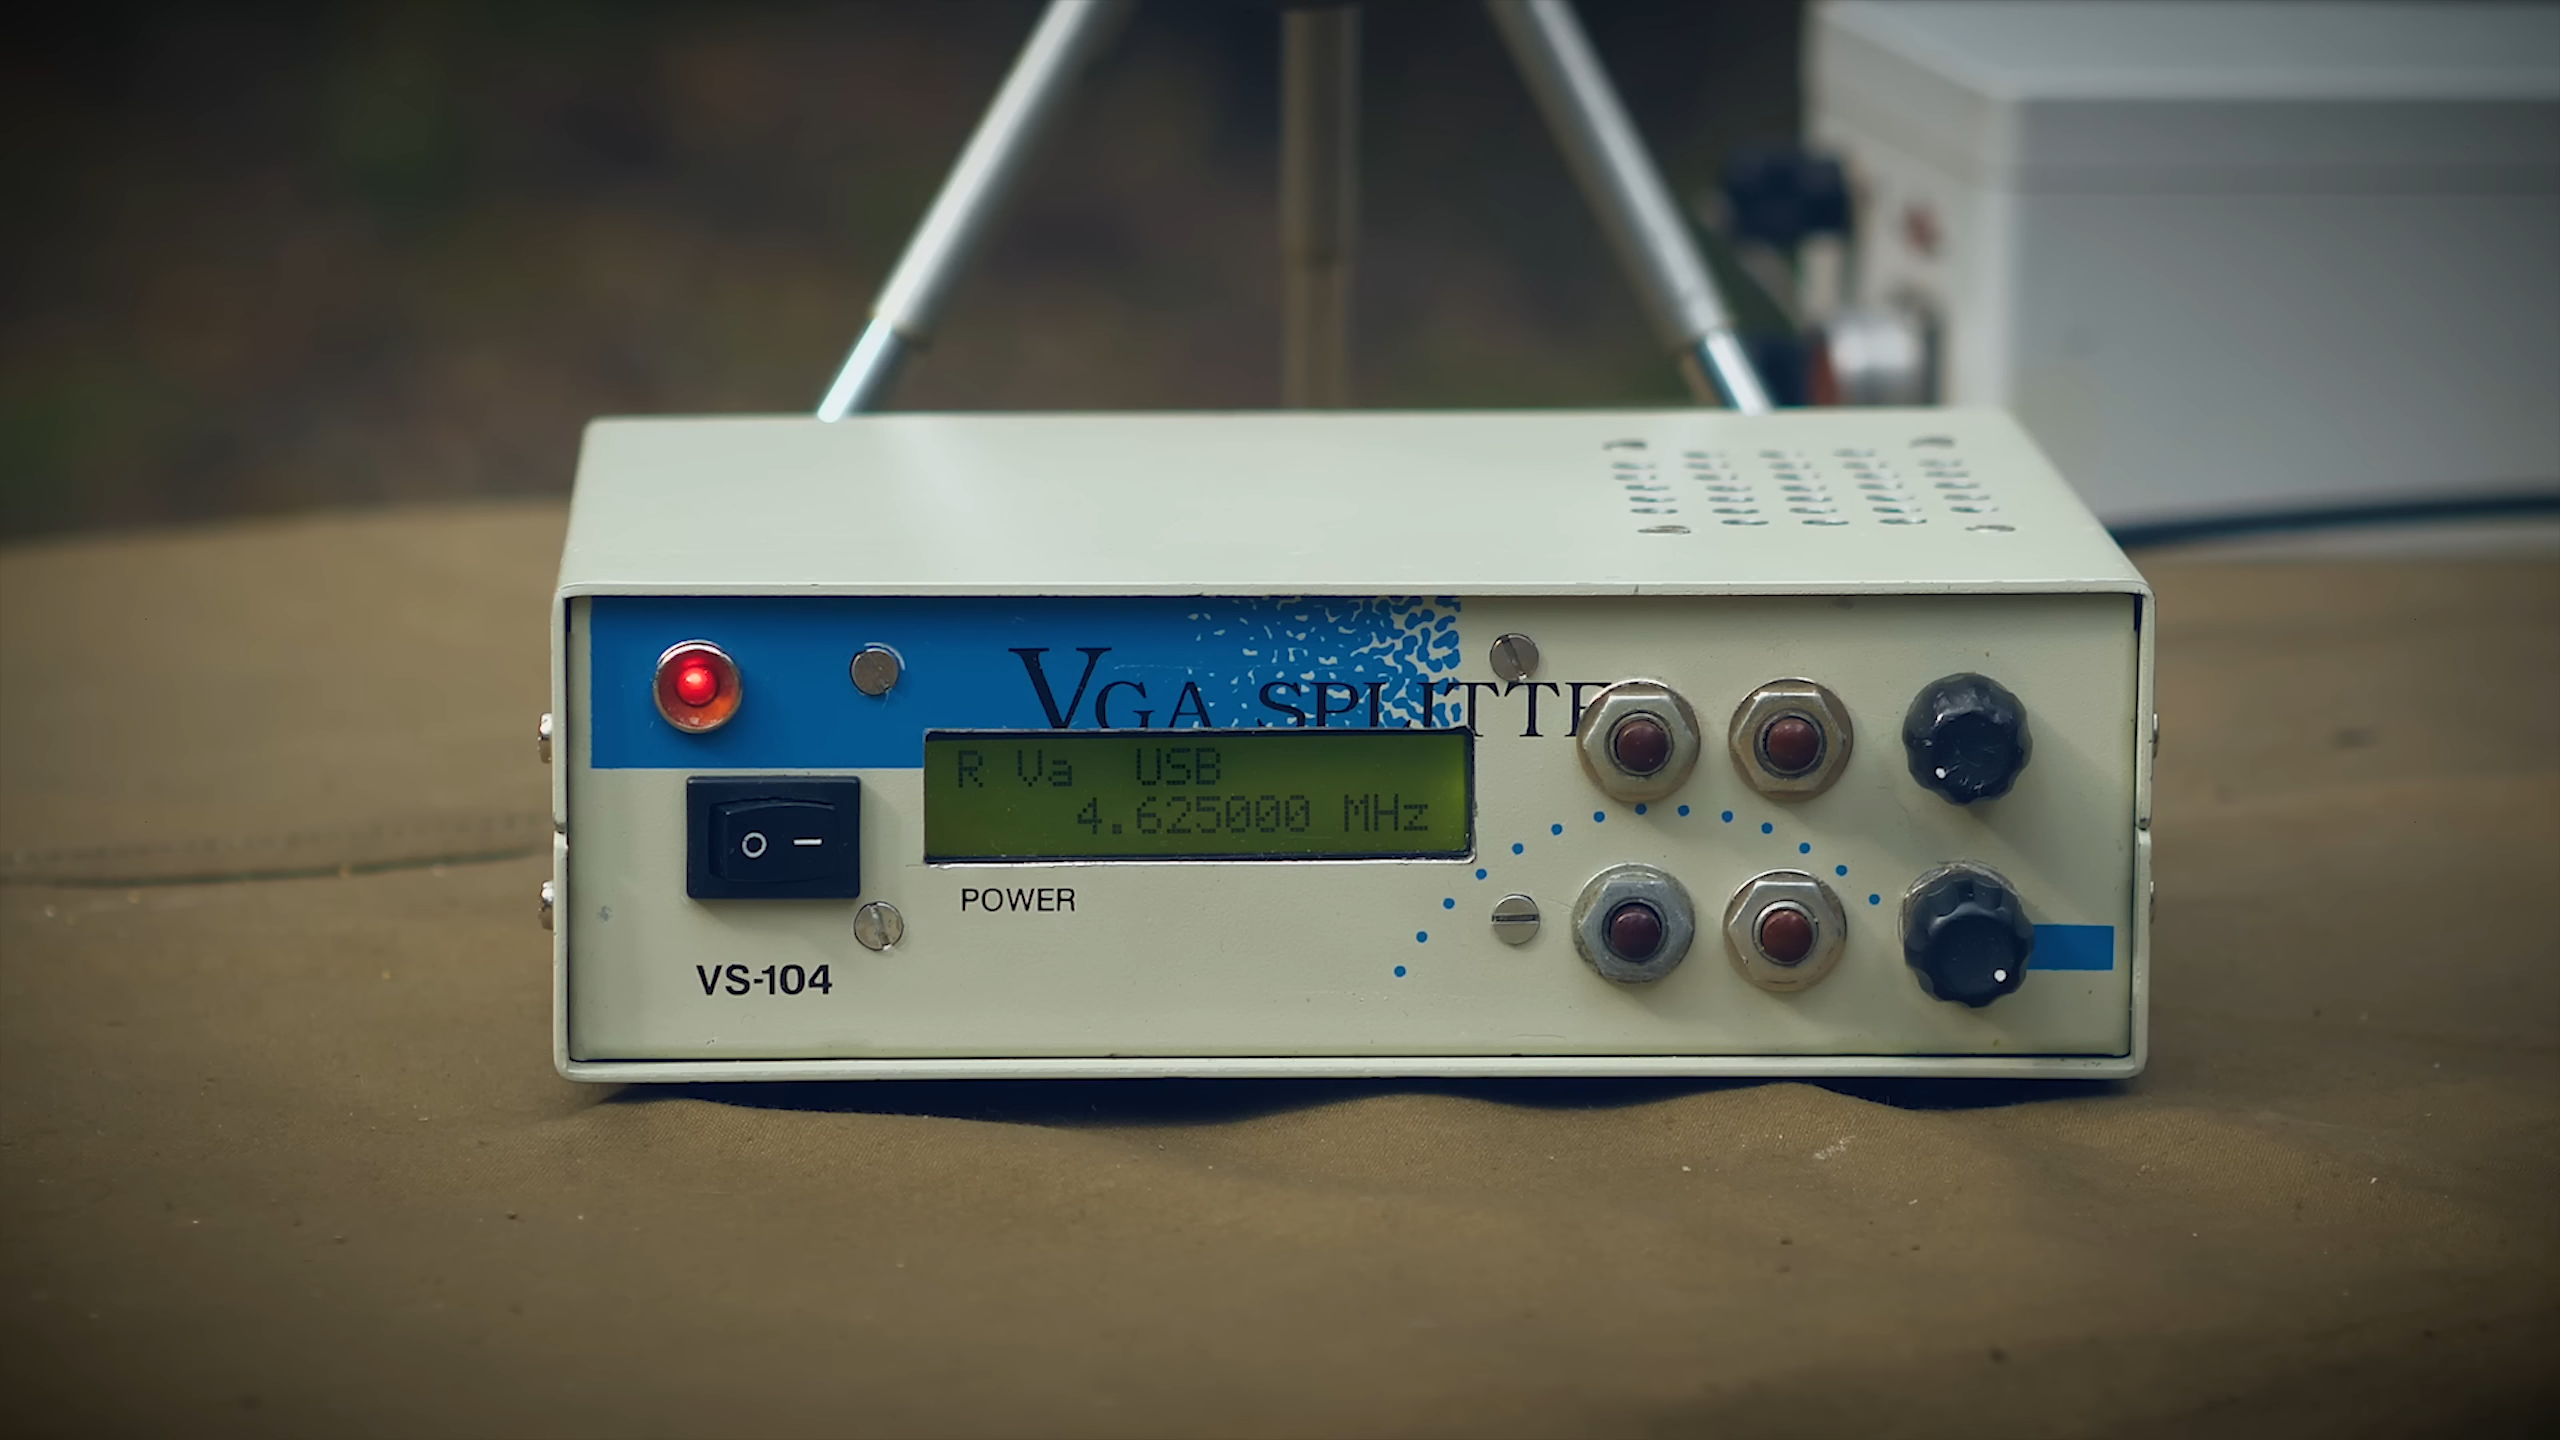 VGA SPLITTE
R Va USB
4.625000 MHz
O –
POWER
VS-104